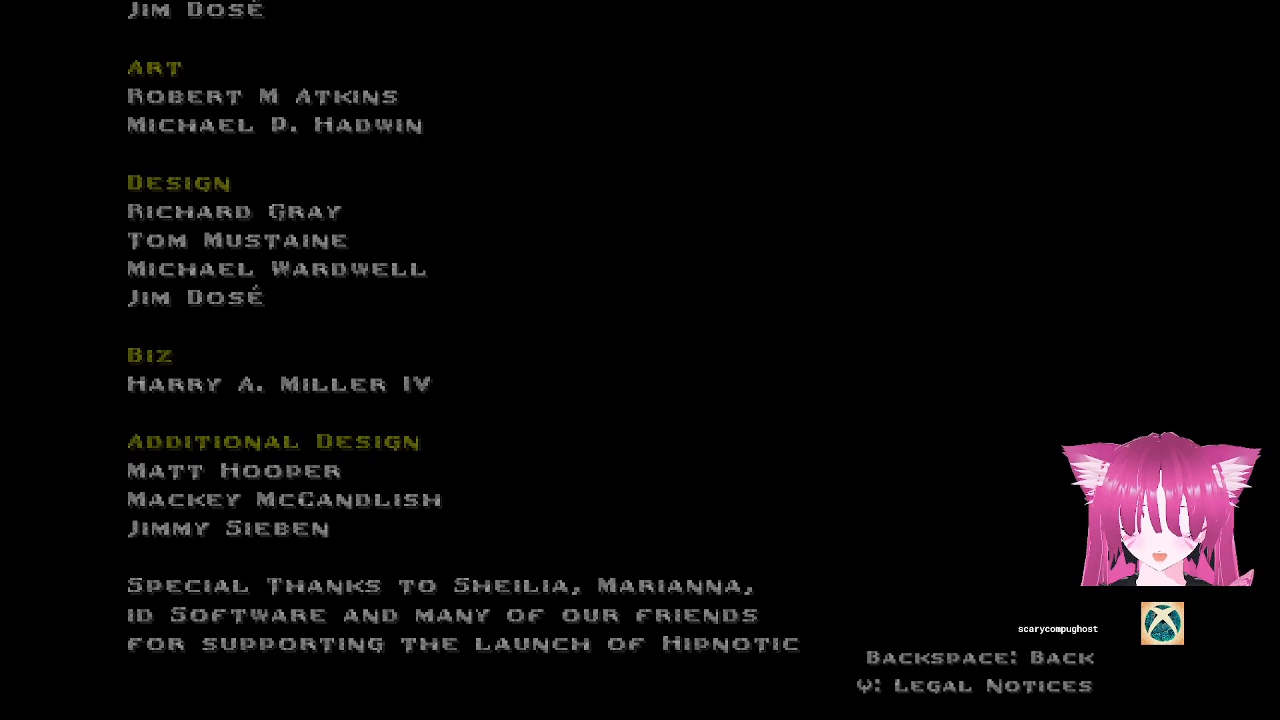 Jim Dosé
Art
Robert M Atkins
Michael P. Hadwin
Design
Richard Gray
Tom Mustaine
Michael Wardwell
Jim Dosé
Biz
Harry A. Miller IV
Additional Design
Matt Hooper
Mackey McCandlish
Jimmy Sieben
Special Thanks to Sheilia, Marianna,
id Software and many of our friends
for supporting the launch of Hipnotic
scarycompughost
Backspace: Back
Y: Legal Notices